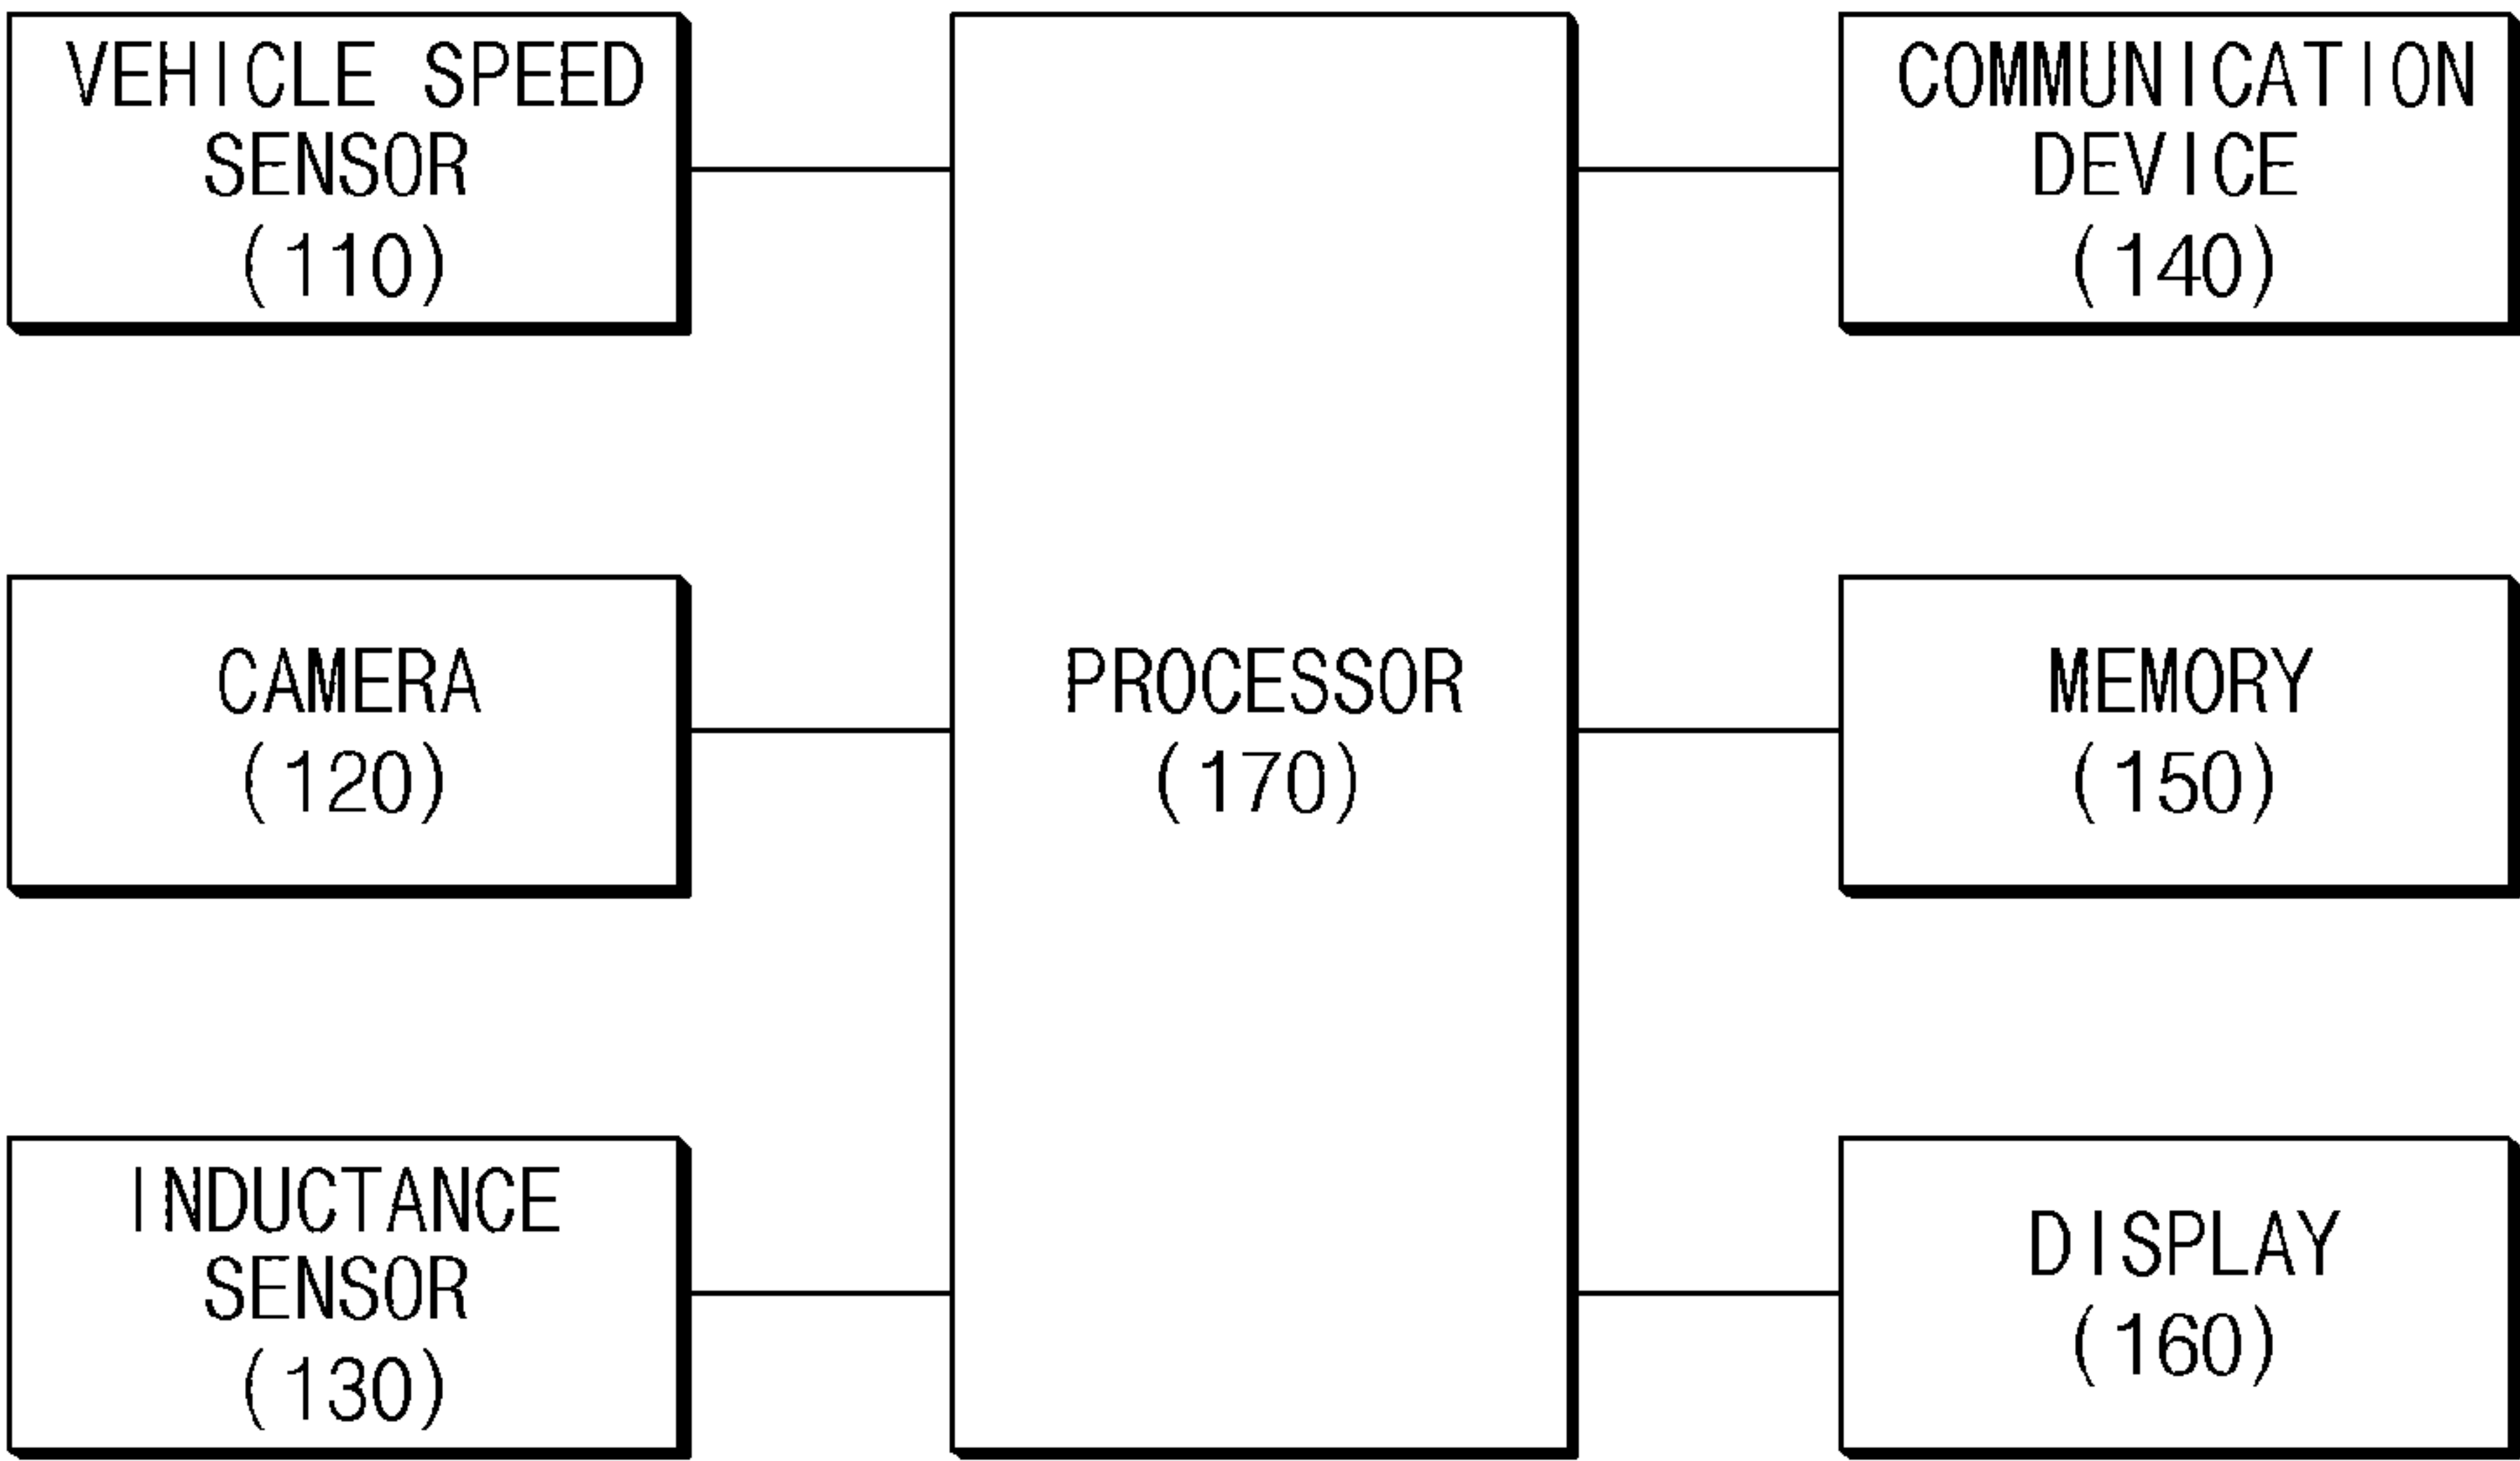 VEHICLE SPEED
SENSOR
(110)
CAMERA
(120)
INDUCTANCE
SENSOR
(130)
PROCESSOR
(170)
COMMUNICATION
DEVICE
(140)
MEMORY
(150)
DISPLAY
(160)